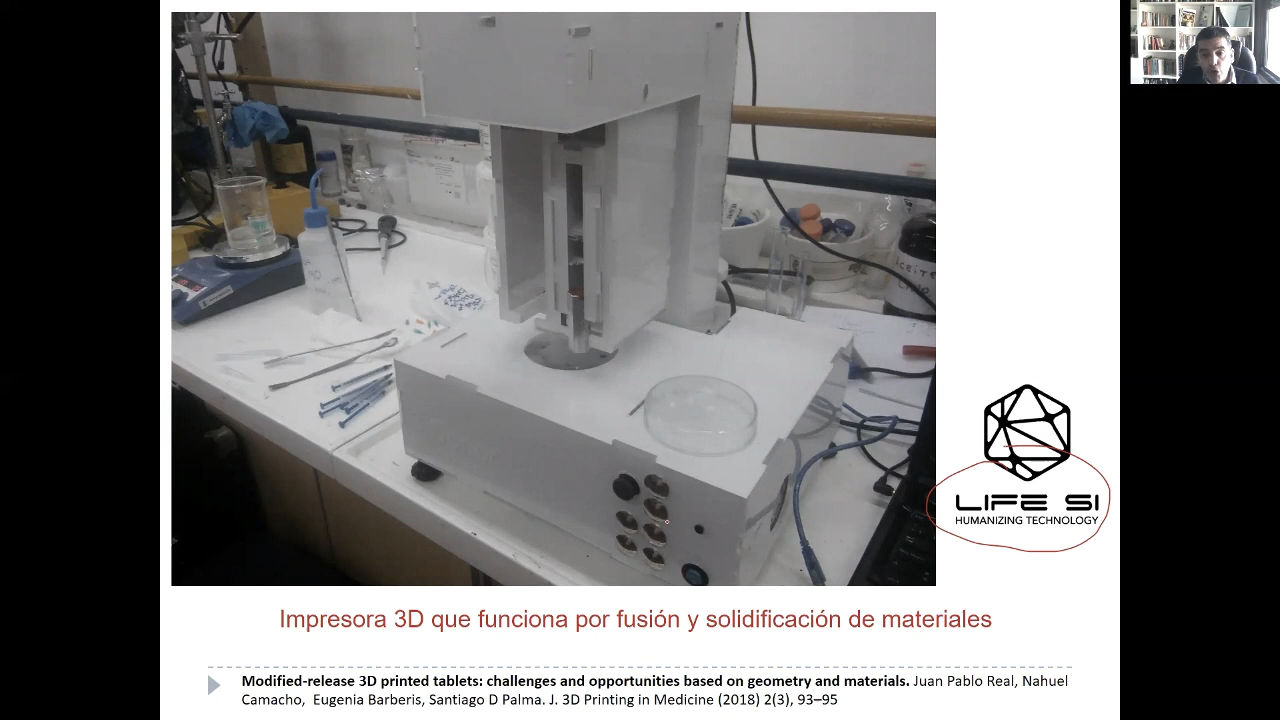 ACEITE
LIFE SI
HUMANIZING TECHNOLOGY
Impresora 3D que funciona por fusión y solidificación de materiales
Modified-release 3D printed tablets: challenges and opportunities based on geometry and materials. Juan Pablo Real, Nahuel
Camacho, Eugenia Barberis, Santiago D Palma. J. 3D Printing in Medicine (2018) 2(3), 93–95